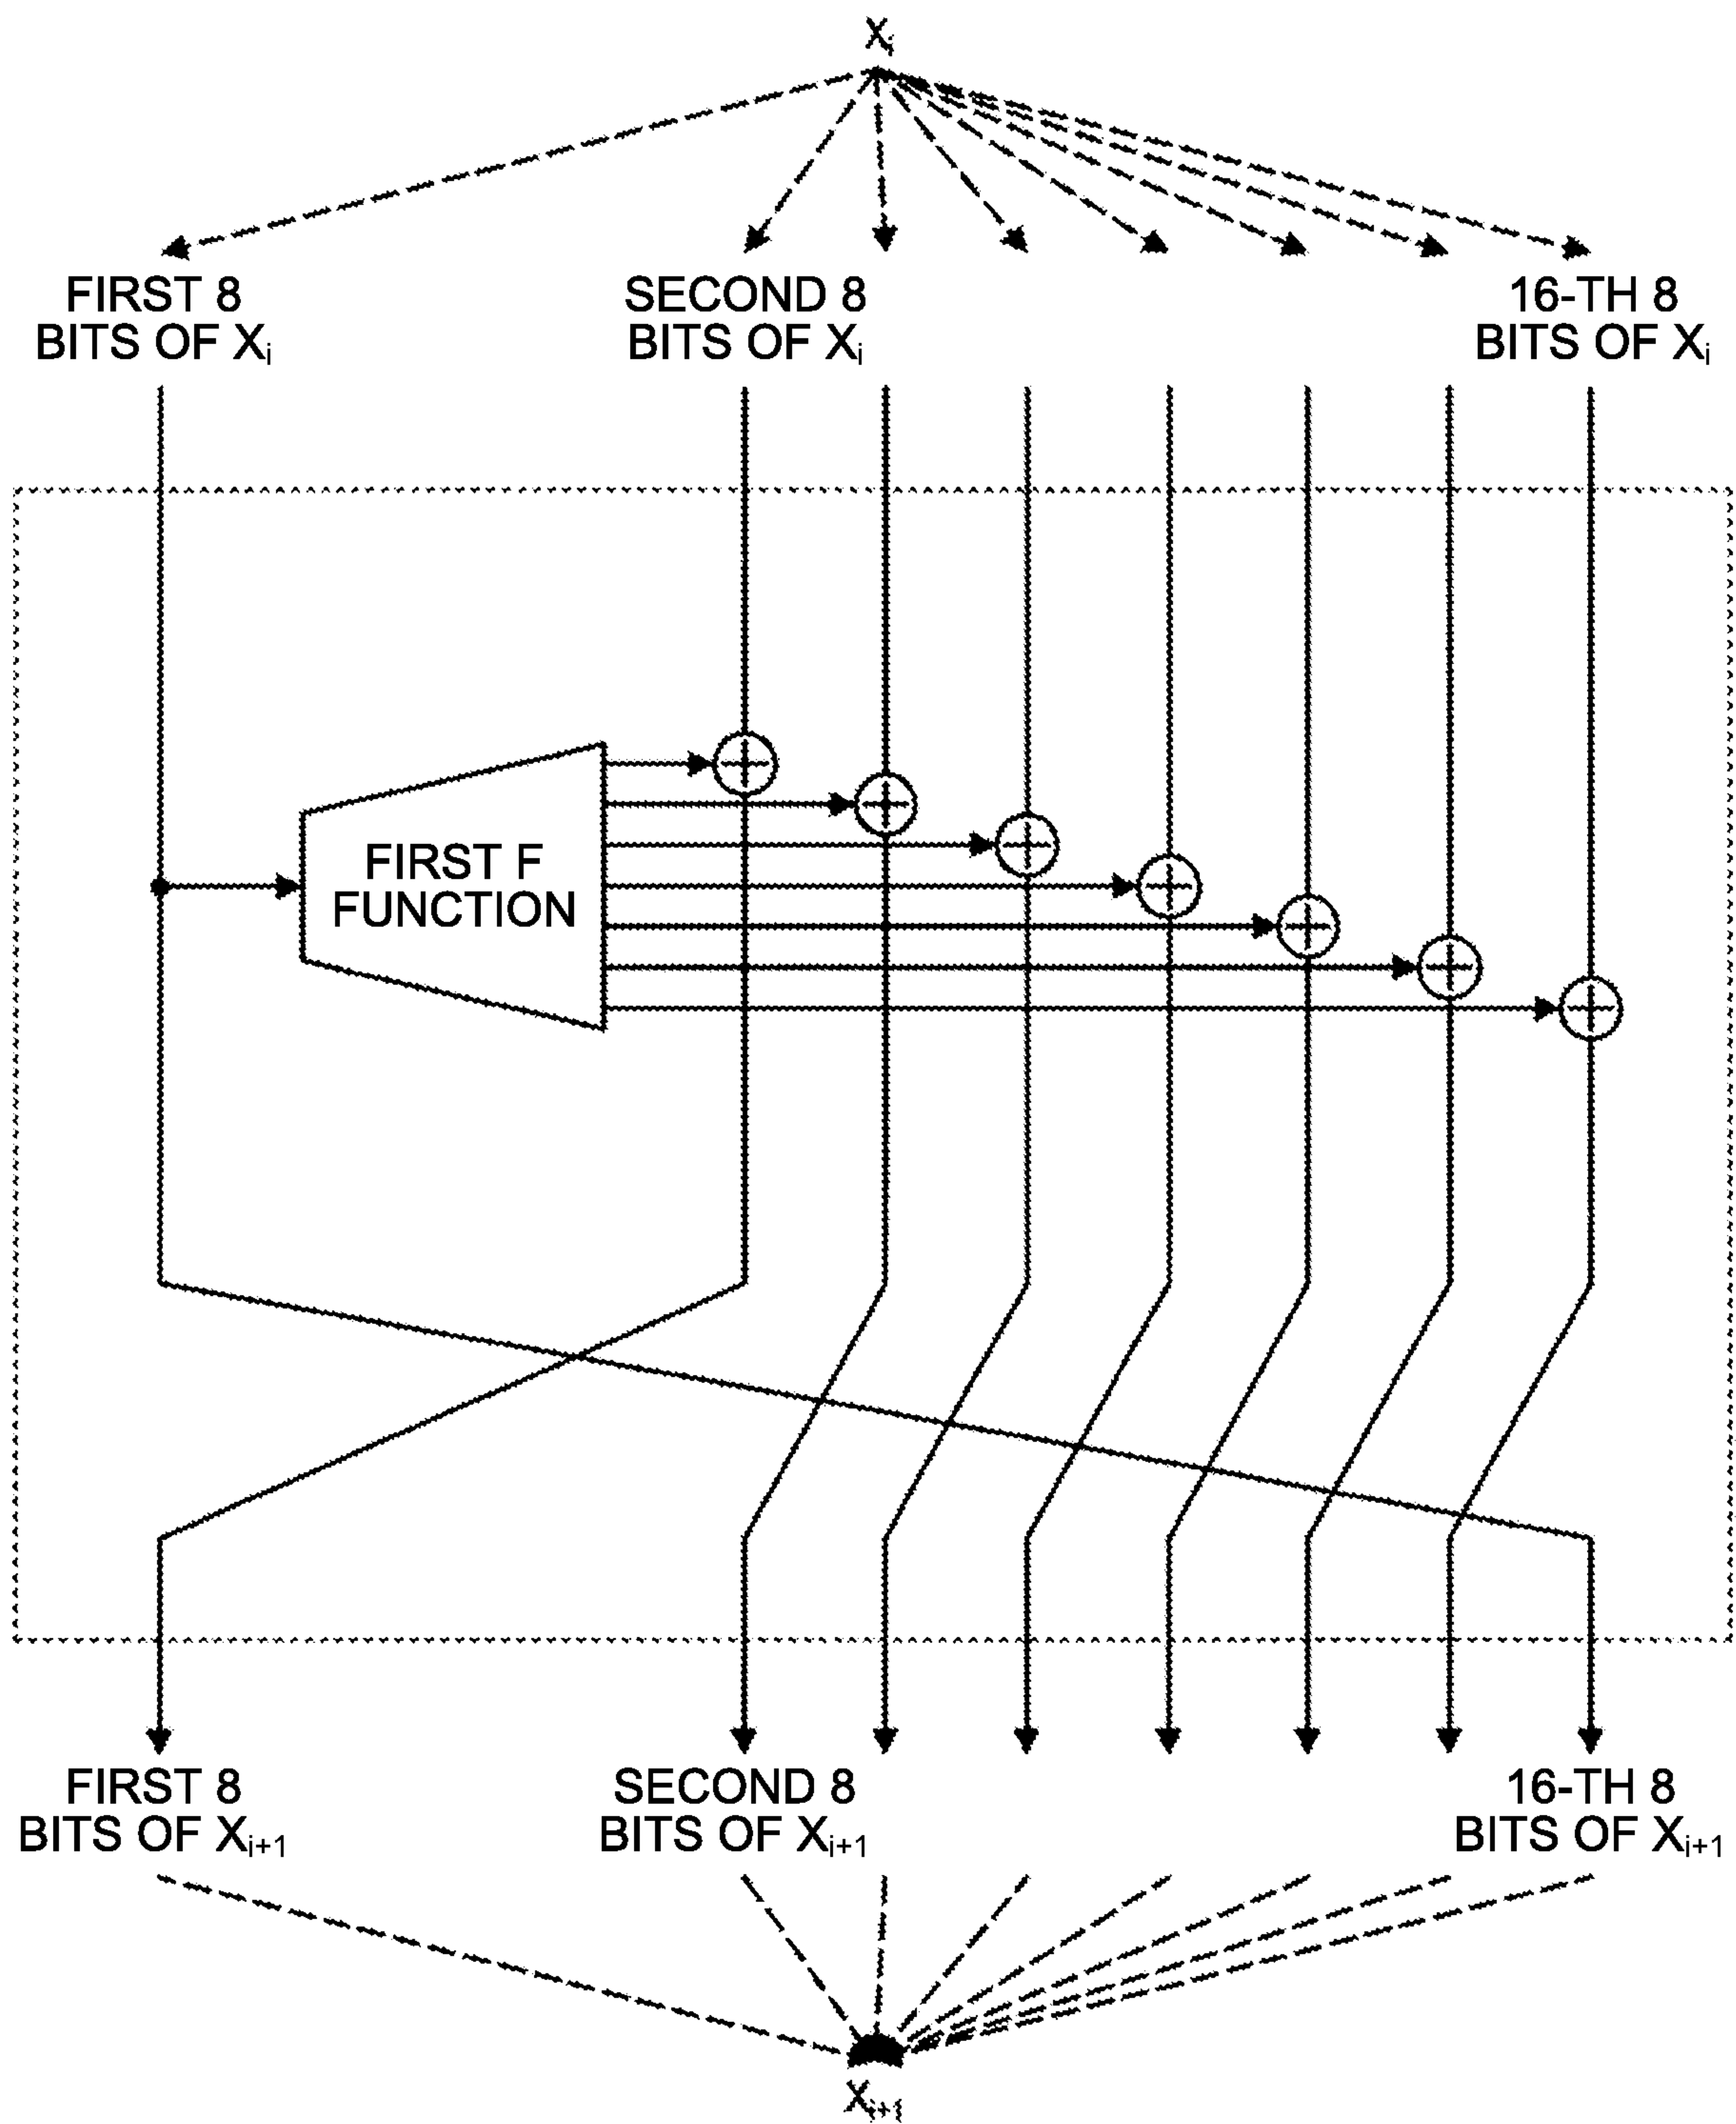 Xᵢ
FIRST 8
BITS OF Xᵢ
SECOND 8
BITS OF Xᵢ
16-TH 8
BITS OF Xᵢ
FIRST F
FUNCTION
FIRST 8
BITS OF Xᵢ₊₁
SECOND 8
BITS OF Xᵢ₊₁
16-TH 8
BITS OF Xᵢ₊₁
Xᵢ₊₁